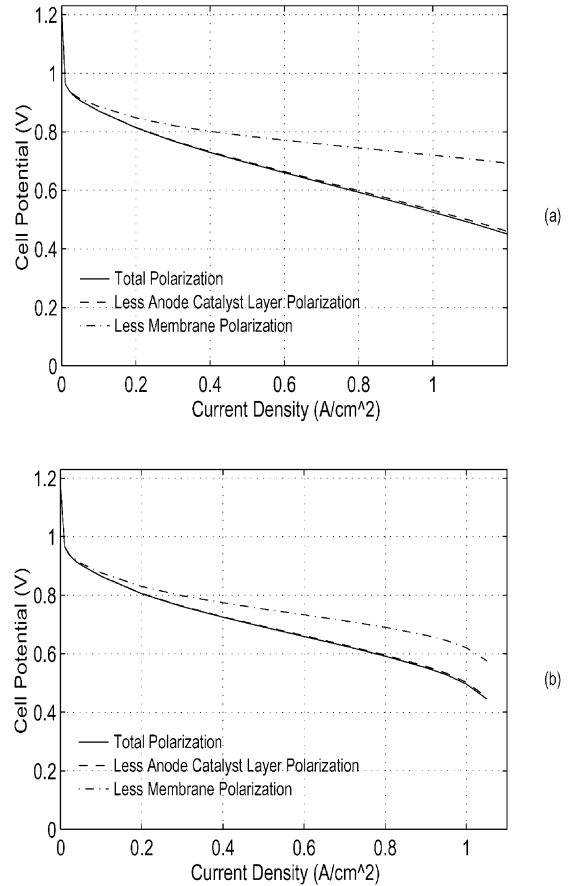 1.2
1
0.8
0.6
0.4
0.2
0
Cell Potential (V)
Total Polarization
Less Anode Catalyst Layer Polarization
Less Membrane Polarization
0 0.2 0.4 0.6 0.8 1
Current Density (A/cm^2)
(a)
1.2
1
0.8
0.6
0.4
0.2
0
Cell Potential (V)
Total Polarization
Less Anode Catalyst Layer Polarization
Less Membrane Polarization
0 0.2 0.4 0.6 0.8 1
Current Density (A/cm^2)
(b)